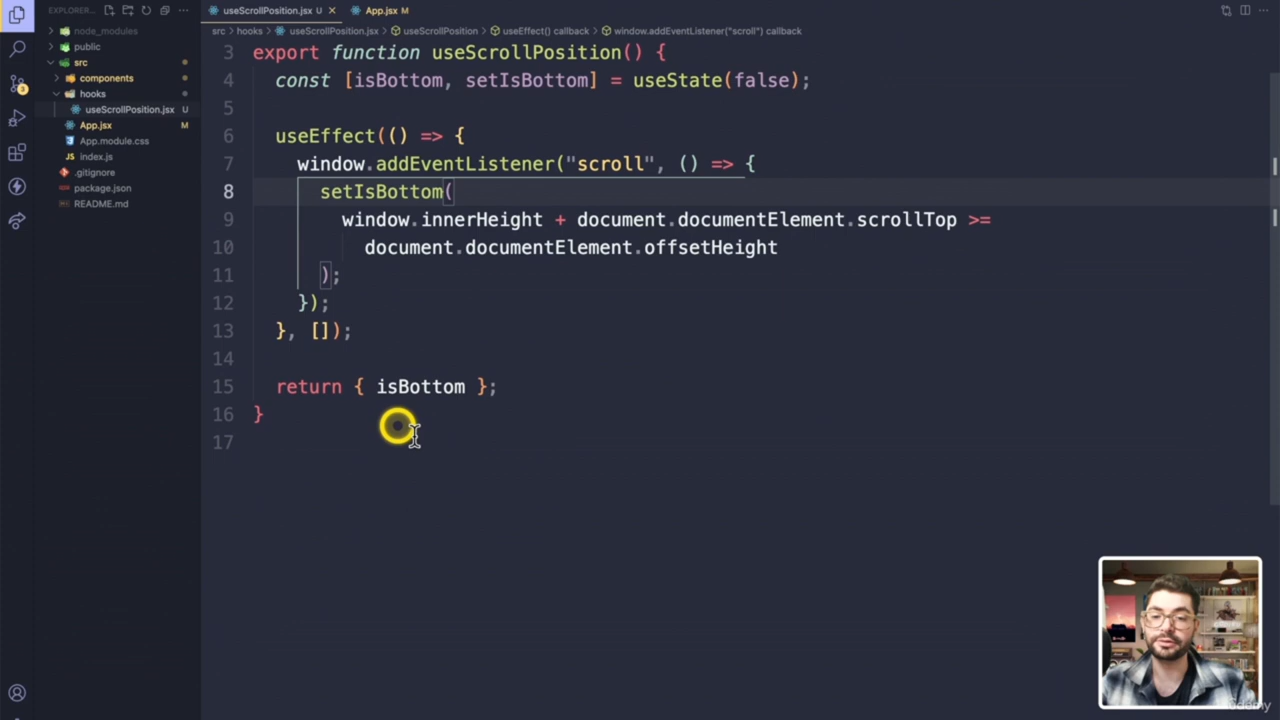 EXPLORER...
useScrollPosition.jsx U
App.jsx M
node_modules
public
src
components
hooks
useScrollPosition.jsx U
App.jsx M
App.module.css
index.js
.gitignore
package.json
README.md
3
src > hooks > useScrollPosition.jsx > useScrollPosition > useEffect() callback > window.addEventListener("scroll") callback
3 export function useScrollPosition() {
4 const [isBottom, setIsBottom] = useState(false);
5
6 useEffect(() => {
7 window.addEventListener("scroll", () => {
8 setIsBottom(
9 window.innerHeight + document.documentElement.scrollTop >=
10 document.documentElement.offsetHeight
11 );
12 });
13 }, []);
14
15 return { isBottom };
16 }
17